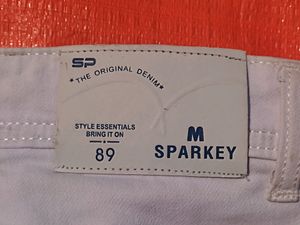 SP
*THE ORIGINAL DENIM*
STYLE ESSENTIALS
BRING IT ON
89
M
SPARKEY